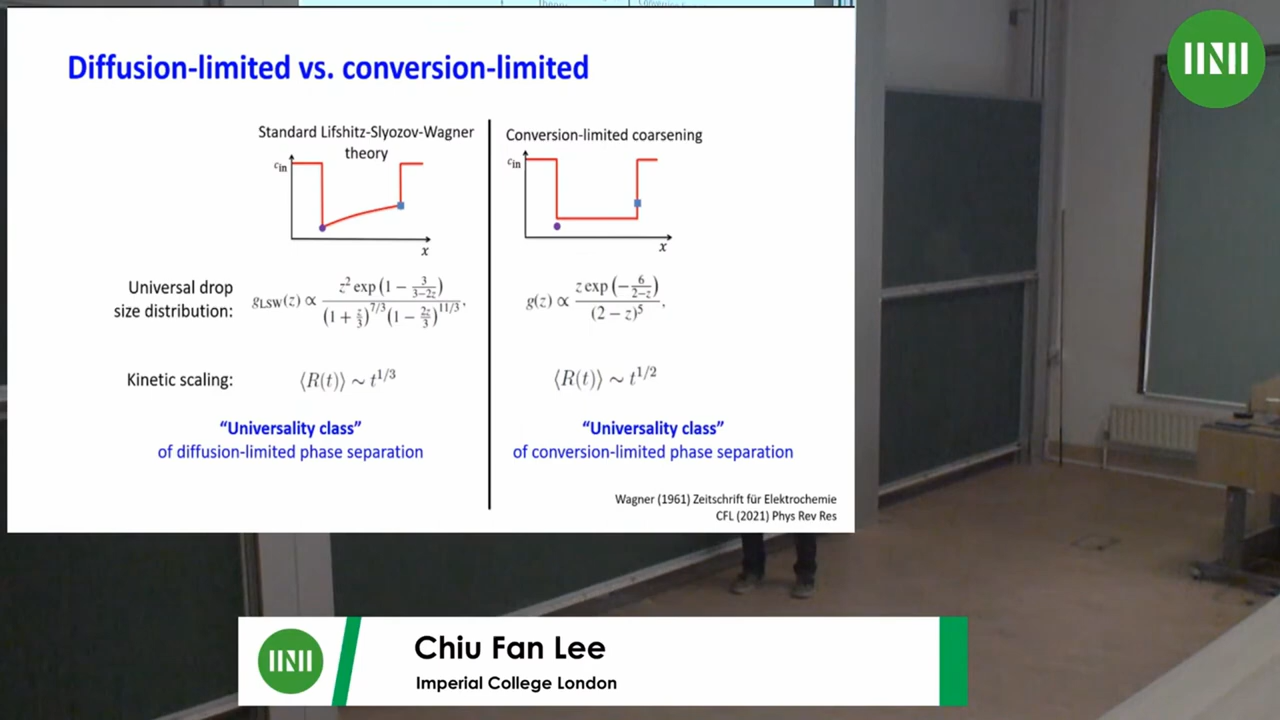 Diffusion-limited vs. conversion-limited
Standard Lifshitz-Slyozov-Wagner
theory
Conversion-limited coarsening
c_in
x
c_in
x
Universal drop
size distribution:
g_LSW(z) ∝ z² exp(1 − 3/(3−2z)) / ((1 + z/3)^{7/3} (1 − 2z/3)^{11/3}),
g(z) ∝ z exp(−6/(2−z)) / (2 − z)^5,
Kinetic scaling:
⟨R(t)⟩ ~ t^{1/3}
⟨R(t)⟩ ~ t^{1/2}
"Universality class"
of diffusion-limited phase separation
"Universality class"
of conversion-limited phase separation
Wagner (1961) Zeitschrift für Elektrochemie
CFL (2021) Phys Rev Res
Chiu Fan Lee
Imperial College London